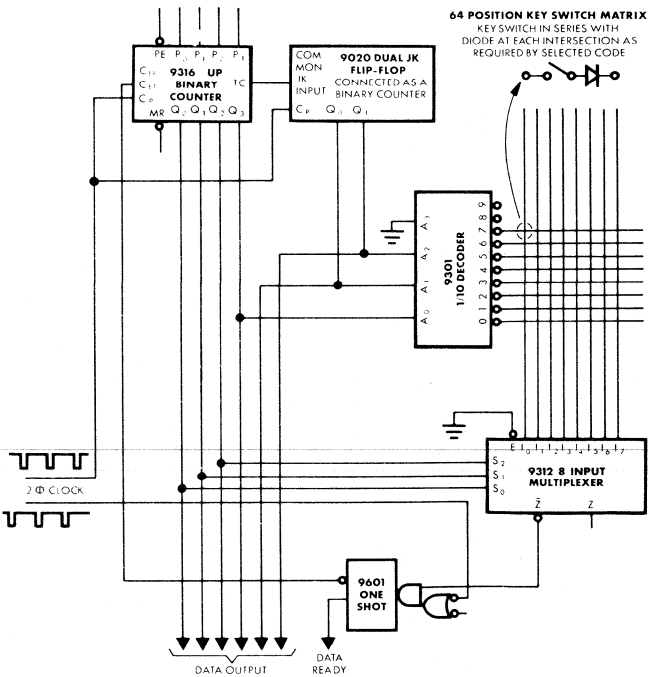 64 POSITION KEY SWITCH MATRIX
KEY SWITCH IN SERIES WITH
DIODE AT EACH INTERSECTION AS
REQUIRED BY SELECTED CODE
PE P0 P1 P2 P3
CEP
CET
CP
9316 UP
BINARY
COUNTER
TC
MR Q0 Q1 Q2 Q3
COM
MON
JK
INPUT
9020 DUAL JK
FLIP-FLOP
CONNECTED AS A
BINARY COUNTER
CP Q0 Q1
A3
A2
A1
A0
9301
1/10 DECODER
9
8
7
6
5
4
3
2
1
0
E I0 I1 I2 I3 I4 I5 I6 I7
S2
S1
S0
9312 8 INPUT
MULTIPLEXER
Z̄ Z
2 Φ CLOCK
9601
ONE
SHOT
DATA OUTPUT
DATA
READY